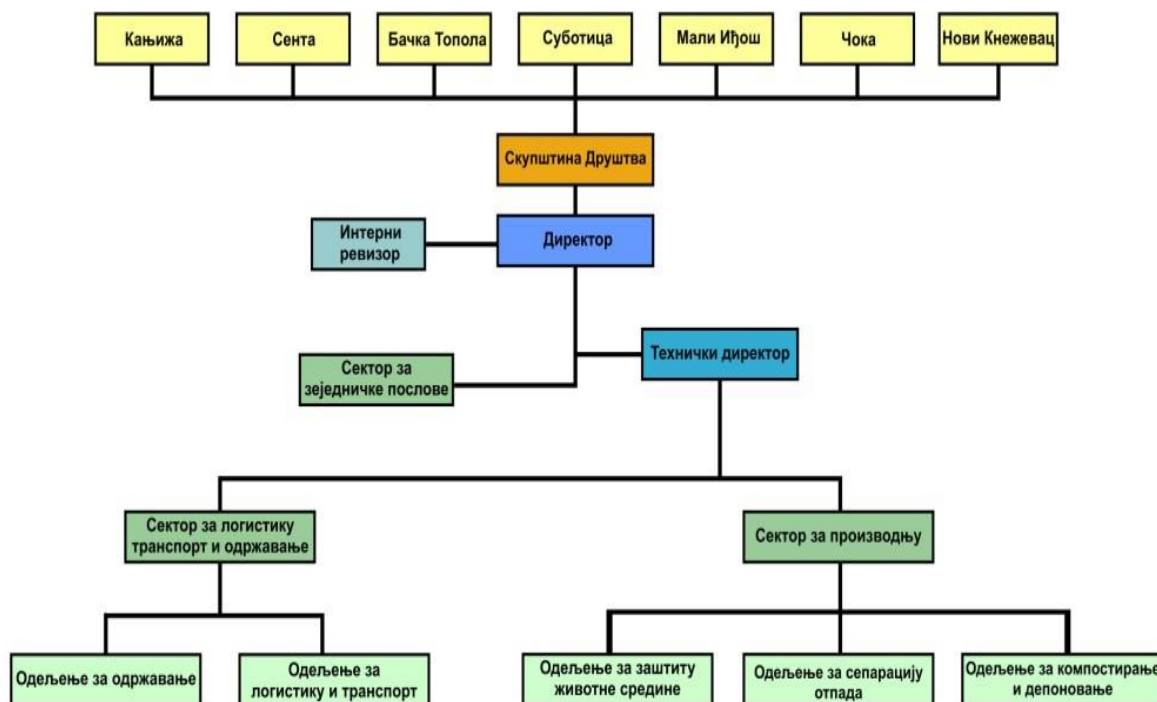 Кањижа
Сента
Бачка Топола
Суботица
Мали Иђош
Чока
Нови Кнежевац
Скупштина Друштва
Интерни
ревизор
Директор
Технички директор
Сектор за
зеједничке послове
Сектор за логистику
транспорт и одржавање
Сектор за производњу
Одељење за одржавање
Одељење за
логистику и транспорт
Одељење за заштиту
животне средине
Одељење за сепарацију
отпада
Одељење за компостирање
и депоновање